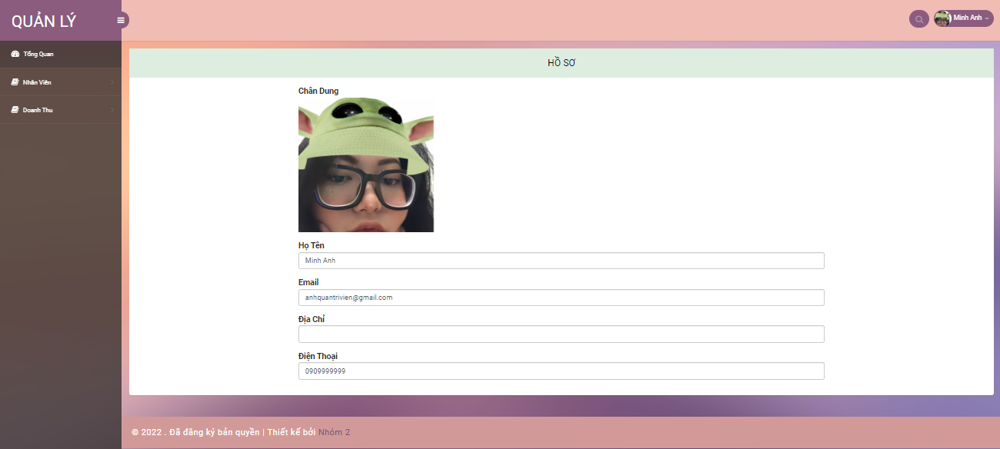 QUẢN LÝ
Minh Anh
Tổng Quan
Nhân Viên
Doanh Thu
HỒ SƠ
Chân Dung
Họ Tên
Minh Anh
Email
anhquantrivien@gmail.com
Địa Chỉ
Điện Thoại
0909999999
© 2022 . Đã đăng ký bản quyền | Thiết kế bởi Nhóm 2